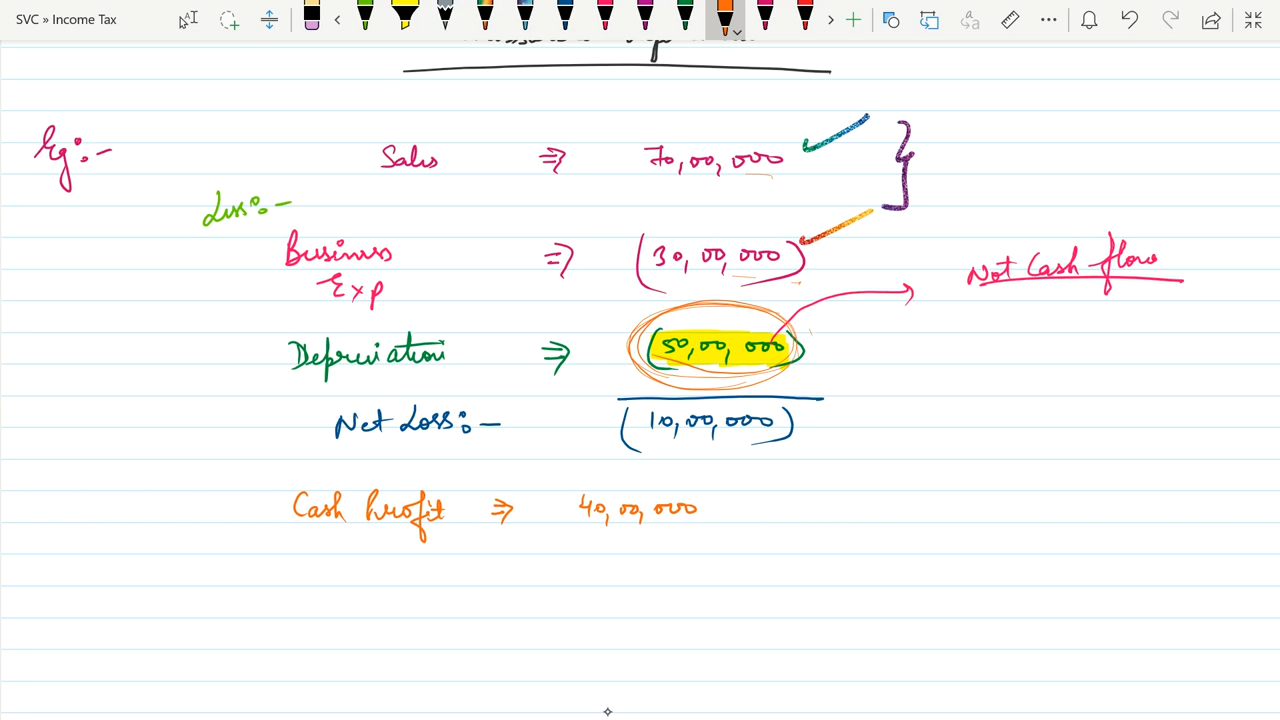 SVC » Income Tax
Eg:-
Sales ⇒ 70,00,000
Less:-
Business Exp ⇒ (30,00,000)
Not Cash flow
Depreciation ⇒ (50,00,000)
Net Loss:- (10,00,000)
Cash Profit ⇒ 40,00,000